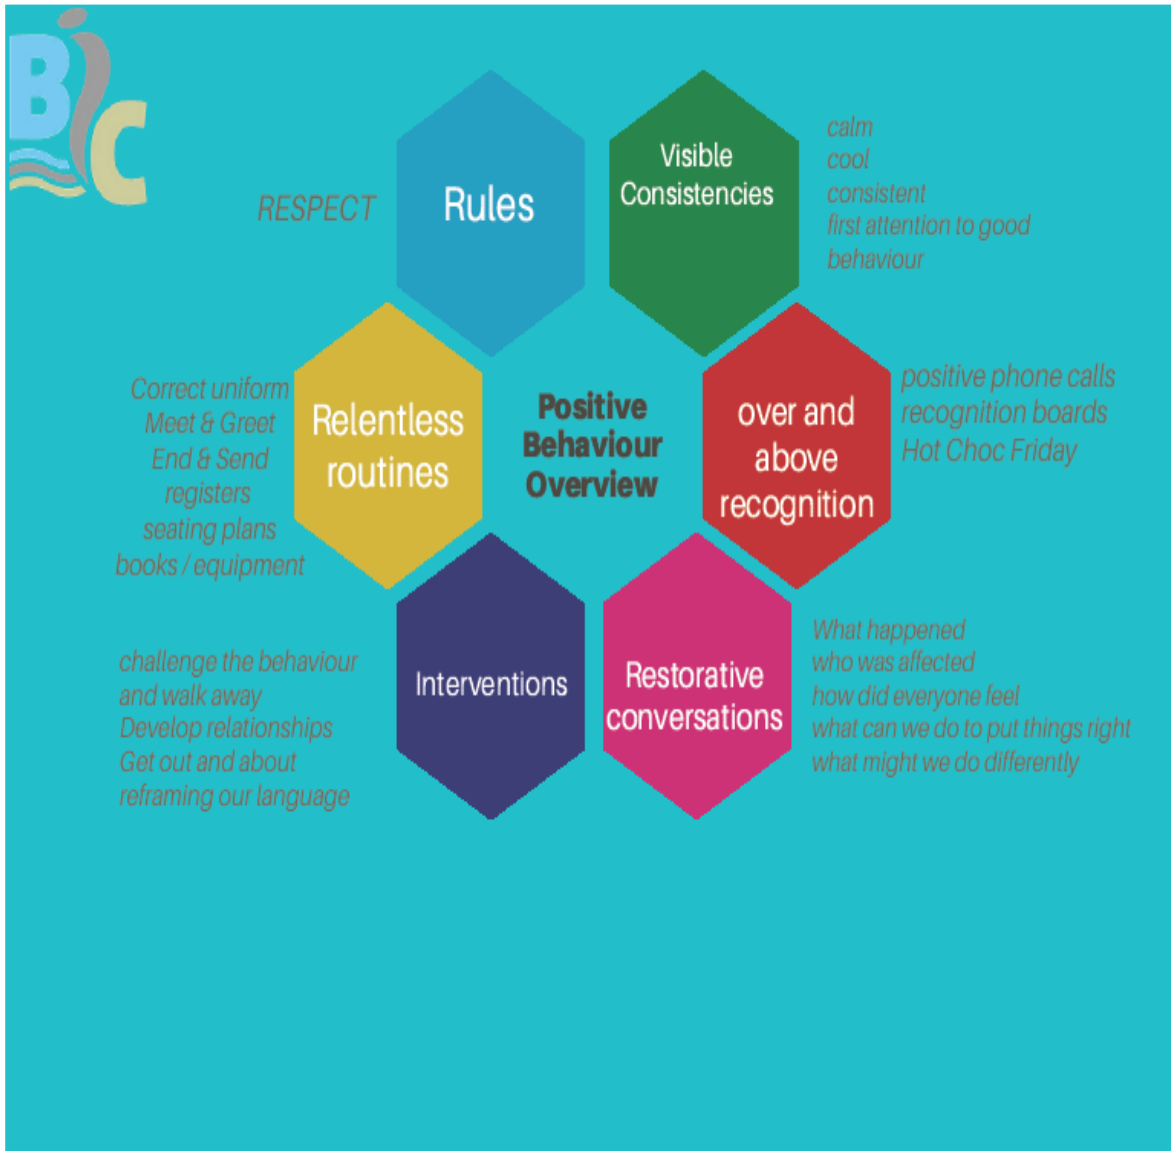 BIC
RESPECT
Rules
Visible
Consistencies
calm
cool
consistent
first attention to good
behaviour
Correct uniform
Meet & Greet
End & Send
registers
seating plans
books / equipment
Relentless
routines
Positive
Behaviour
Overview
over and
above
recognition
positive phone calls
recognition boards
Hot Choc Friday
challenge the behaviour
and walk away
Develop relationships
Get out and about
reframing our language
Interventions
Restorative
conversations
What happened
who was affected
how did everyone feel
what can we do to put things right
what might we do differently